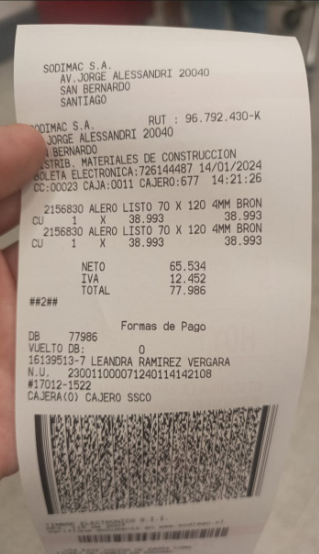 SODIMAC S.A.
AV.JORGE ALESSANDRI 20040
SAN BERNARDO
SANTIAGO
SODIMAC S.A. RUT : 96.792.430-K
JORGE ALESSANDRI 20040
BERNARDO
DISTRIB. MATERIALES DE CONSTRUCCION
BOLETA ELECTRONICA:726144487 14/01/2024
CC:00023 CAJA:0011 CAJERO:677 14:21:26
2156830 ALERO LISTO 70 X 120 4MM BRON
CU 1 X 38.993 38.993
2156830 ALERO LISTO 70 X 120 4MM BRON
CU 1 X 38.993 38.993
NETO 65.534
IVA 12.452
TOTAL 77.986
##2##
Formas de Pago
DB 77986
VUELTO DB: 0
16139513-7 LEANDRA RAMIREZ VERGARA
N.U. 230011000071240114142108
#17012-1522
CAJERA(O) CAJERO SSCO
TIMBRE ELECTRONICO S.I.I.